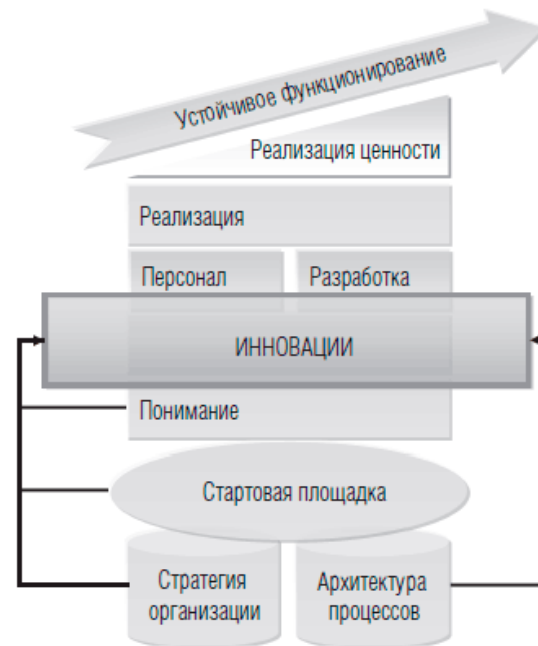 Устойчивое функционирование
Реализация ценности
Реализация
Персонал
Разработка
ИННОВАЦИИ
Понимание
Стартовая площадка
Стратегия
организации
Архитектура
процессов